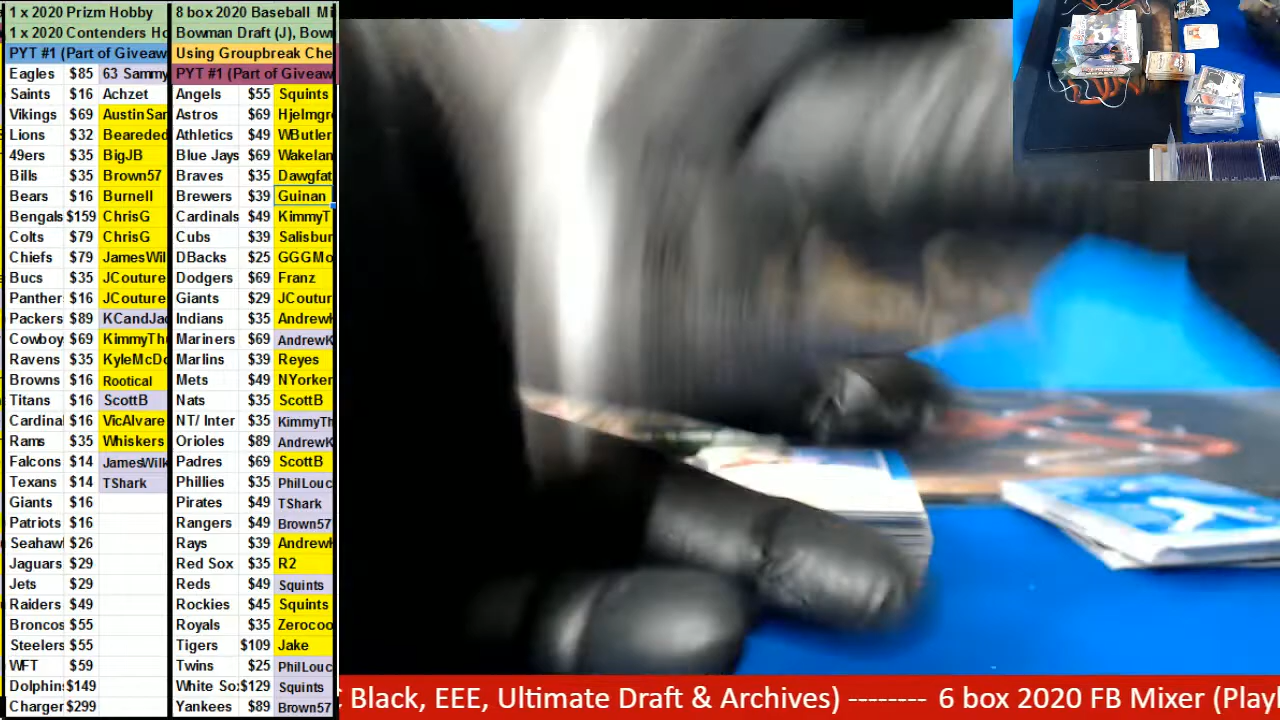 1 x 2020 Prizm Hobby
1 x 2020 Contenders Ho
PYT #1 (Part of Giveaw
Eagles $85 63 Sammy
Saints $16 Achzet
Vikings $69 AustinSar
Lions $32 Beareded
49ers $35 BigJB
Bills $35 Brown57
Bears $16 Burnell
Bengals $159 ChrisG
Colts $79 ChrisG
Chiefs $79 JamesWil
Bucs $35 JCouture
Panther $16 JCouture
Packers $89 KCandJac
Cowboy $69 KimmyTh
Ravens $35 KyleMcDo
Browns $16 Rootical
Titans $16 ScottB
Cardinal $16 VicAlvare
Rams $35 Whiskers
Falcons $14 JamesWilk
Texans $14 TShark
Giants $16
Patriots $16
Seahaw $26
Jaguars $29
Jets $29
Raiders $49
Broncos $55
Steelers $55
WFT $59
Dolphin $149
Charger $299
8 box 2020 Baseball Mi
Bowman Draft (J), Bow
Using Groupbreak Che
PYT #1 (Part of Giveaw
Angels $55 Squints
Astros $69 Hjelmgr
Athletics $49 WButler
Blue Jays $69 Wakelan
Braves $35 Dawgfat
Brewers $39 Guinan
Cardinals $49 KimmyT
Cubs $39 Salisbur
DBacks $25 GGGMo
Dodgers $69 Franz
Giants $29 JCoutur
Indians $35 AndrewK
Mariners $69 AndrewK
Marlins $39 Reyes
Mets $49 NYorker
Nats $35 ScottB
NT/ Inter $35 KimmyTh
Orioles $89 AndrewK
Padres $69 ScottB
Phillies $35 PhilLouc
Pirates $49 TShark
Rangers $49 Brown57
Rays $39 AndrewK
Red Sox $35 R2
Reds $49 Squints
Rockies $45 Squints
Royals $35 Zerocoo
Tigers $109 Jake
Twins $25 PhilLouc
White So $129 Squints
Yankees $89 Brown57
Black, EEE, Ultimate Draft & Archives) -------- 6 box 2020 FB Mixer (Play